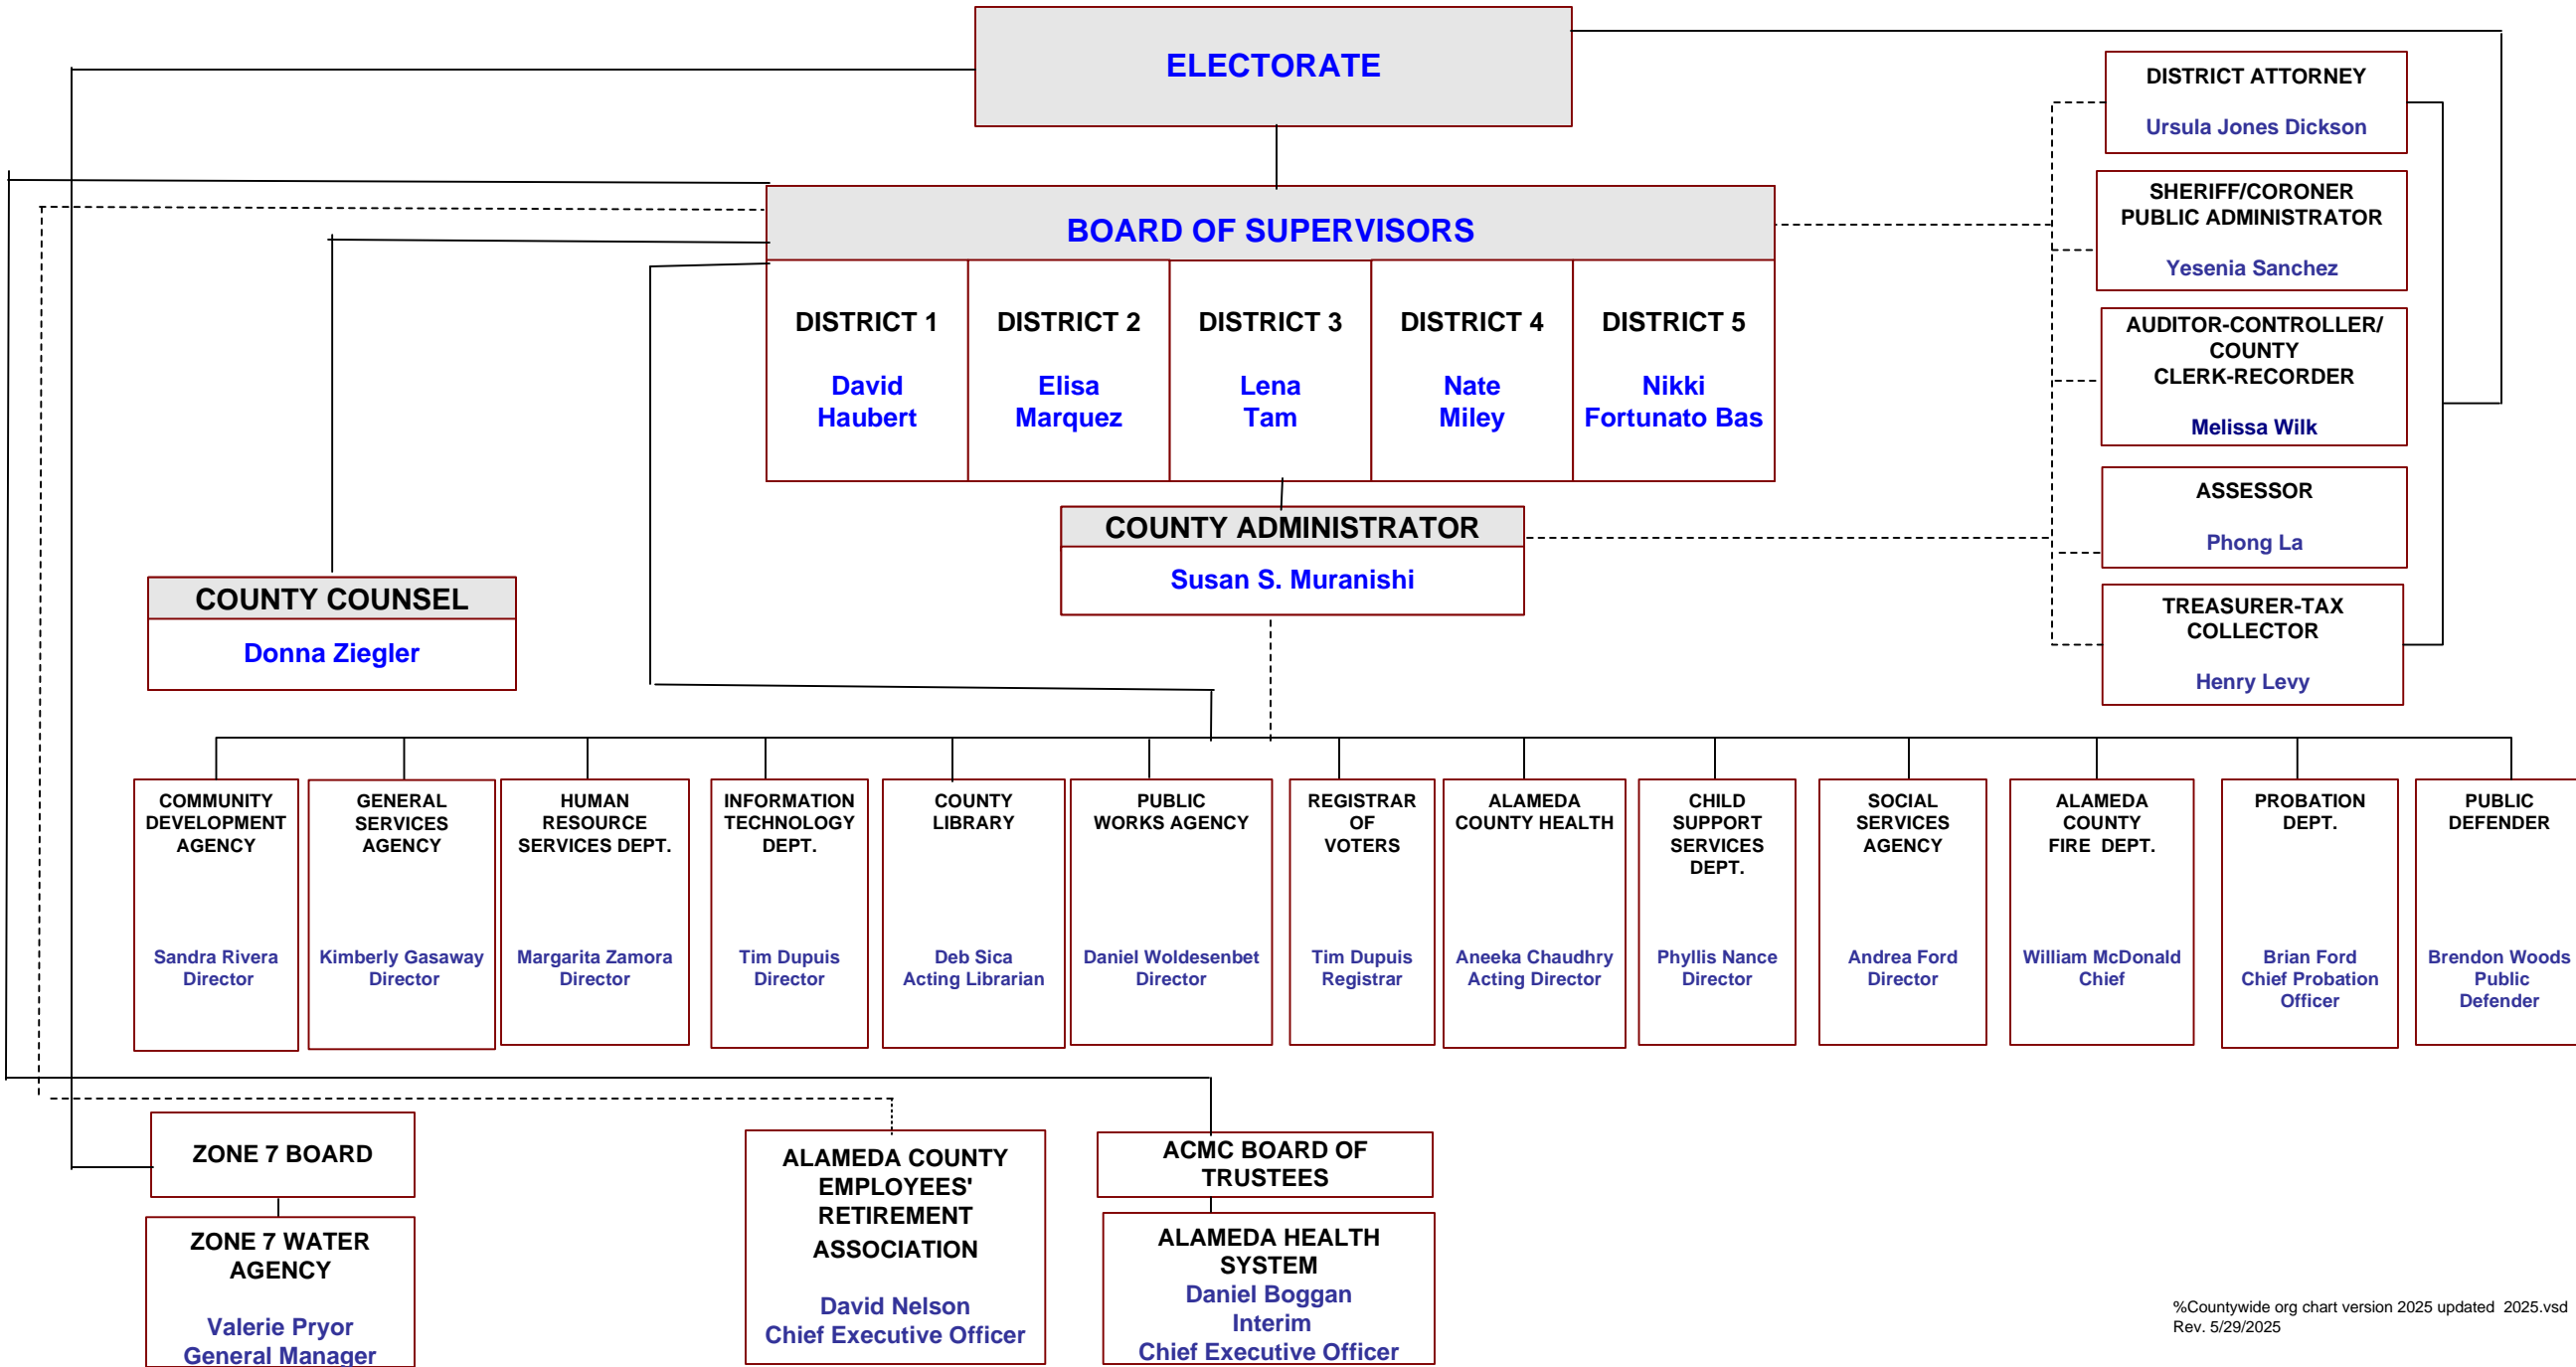 ELECTORATE
DISTRICT ATTORNEY
Ursula Jones Dickson
SHERIFF/CORONER
PUBLIC ADMINISTRATOR
Yesenia Sanchez
AUDITOR-CONTROLLER/
COUNTY
CLERK-RECORDER
Melissa Wilk
ASSESSOR
Phong La
TREASURER-TAX
COLLECTOR
Henry Levy
BOARD OF SUPERVISORS
DISTRICT 1
David
Haubert
DISTRICT 2
Elisa
Marquez
DISTRICT 3
Lena
Tam
DISTRICT 4
Nate
Miley
DISTRICT 5
Nikki
Fortunato Bas
COUNTY ADMINISTRATOR
Susan S. Muranishi
COUNTY COUNSEL
Donna Ziegler
COMMUNITY
DEVELOPMENT
AGENCY
Sandra Rivera
Director
GENERAL
SERVICES
AGENCY
Kimberly Gasaway
Director
HUMAN
RESOURCE
SERVICES DEPT.
Margarita Zamora
Director
INFORMATION
TECHNOLOGY
DEPT.
Tim Dupuis
Director
COUNTY
LIBRARY
Deb Sica
Acting Librarian
PUBLIC
WORKS AGENCY
Daniel Woldesenbet
Director
REGISTRAR
OF
VOTERS
Tim Dupuis
Registrar
ALAMEDA
COUNTY HEALTH
Aneeka Chaudhry
Acting Director
CHILD
SUPPORT
SERVICES
DEPT.
Phyllis Nance
Director
SOCIAL
SERVICES
AGENCY
Andrea Ford
Director
ALAMEDA
COUNTY
FIRE DEPT.
William McDonald
Chief
PROBATION
DEPT.
Brian Ford
Chief Probation
Officer
PUBLIC
DEFENDER
Brendon Woods
Public
Defender
ZONE 7 BOARD
ZONE 7 WATER
AGENCY
Valerie Pryor
General Manager
ALAMEDA COUNTY
EMPLOYEES'
RETIREMENT
ASSOCIATION
David Nelson
Chief Executive Officer
ACMC BOARD OF
TRUSTEES
ALAMEDA HEALTH
SYSTEM
Daniel Boggan
Interim
Chief Executive Officer
%Countywide org chart version 2025 updated 2025.vsd
Rev. 5/29/2025